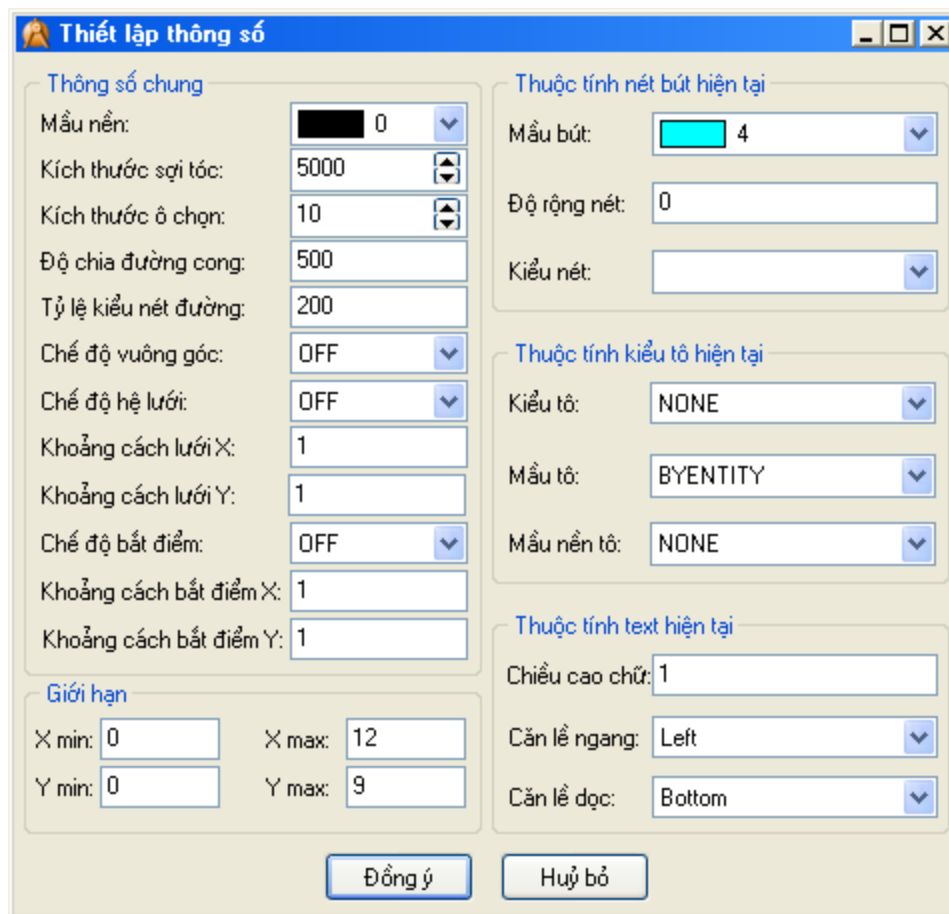 Thiết lập thông số
Thông số chung
Mầu nền: 0
Kích thước sợi tóc: 5000
Kích thước ô chọn: 10
Độ chia đường cong: 500
Tỷ lệ kiểu nét đường: 200
Chế độ vuông góc: OFF
Chế độ hệ lưới: OFF
Khoảng cách lưới X: 1
Khoảng cách lưới Y: 1
Chế độ bắt điểm: OFF
Khoảng cách bắt điểm X: 1
Khoảng cách bắt điểm Y: 1
Giới hạn
X min: 0 X max: 12
Y min: 0 Y max: 9
Thuộc tính nét bút hiện tại
Mầu bút: 4
Độ rộng nét: 0
Kiểu nét:
Thuộc tính kiểu tô hiện tại
Kiểu tô: NONE
Mầu tô: BYENTITY
Mầu nền tô: NONE
Thuộc tính text hiện tại
Chiều cao chữ: 1
Căn lề ngang: Left
Căn lề dọc: Bottom
Đồng ý Huỷ bỏ